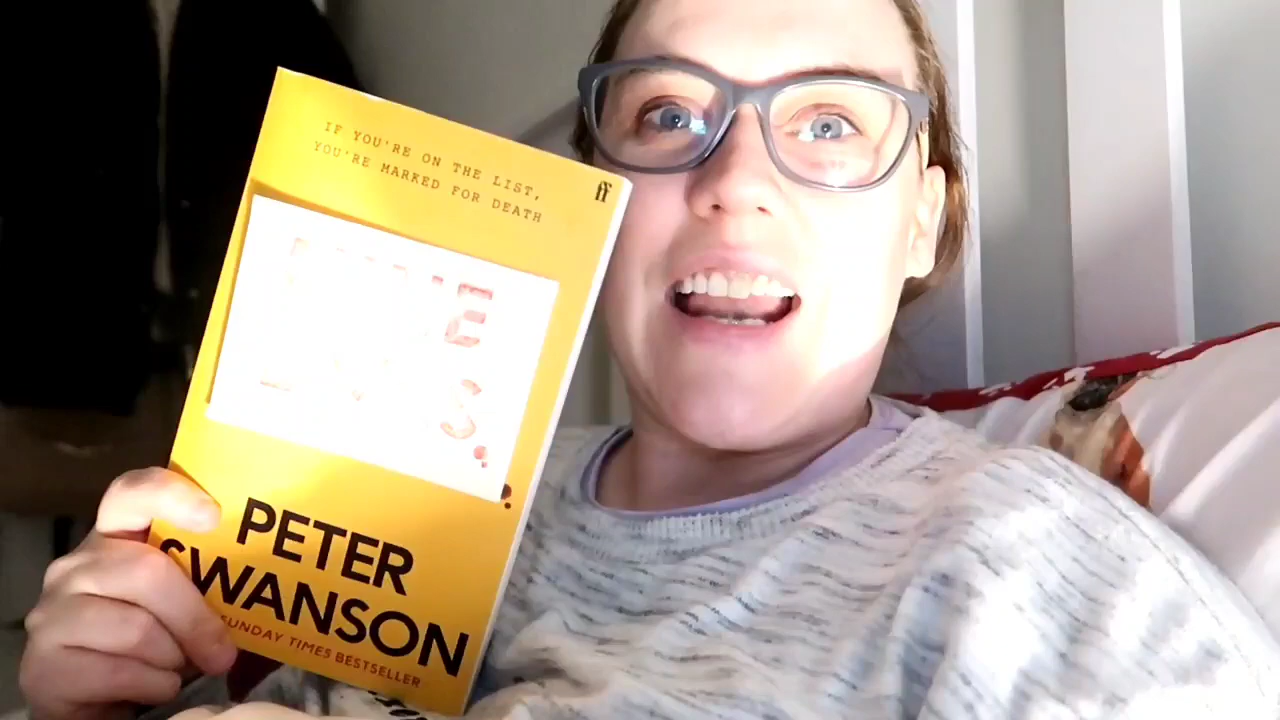 IF YOU'RE ON THE LIST,
YOU'RE MARKED FOR DEATH
ff
PETER
SWANSON
SUNDAY TIMES BESTSELLER